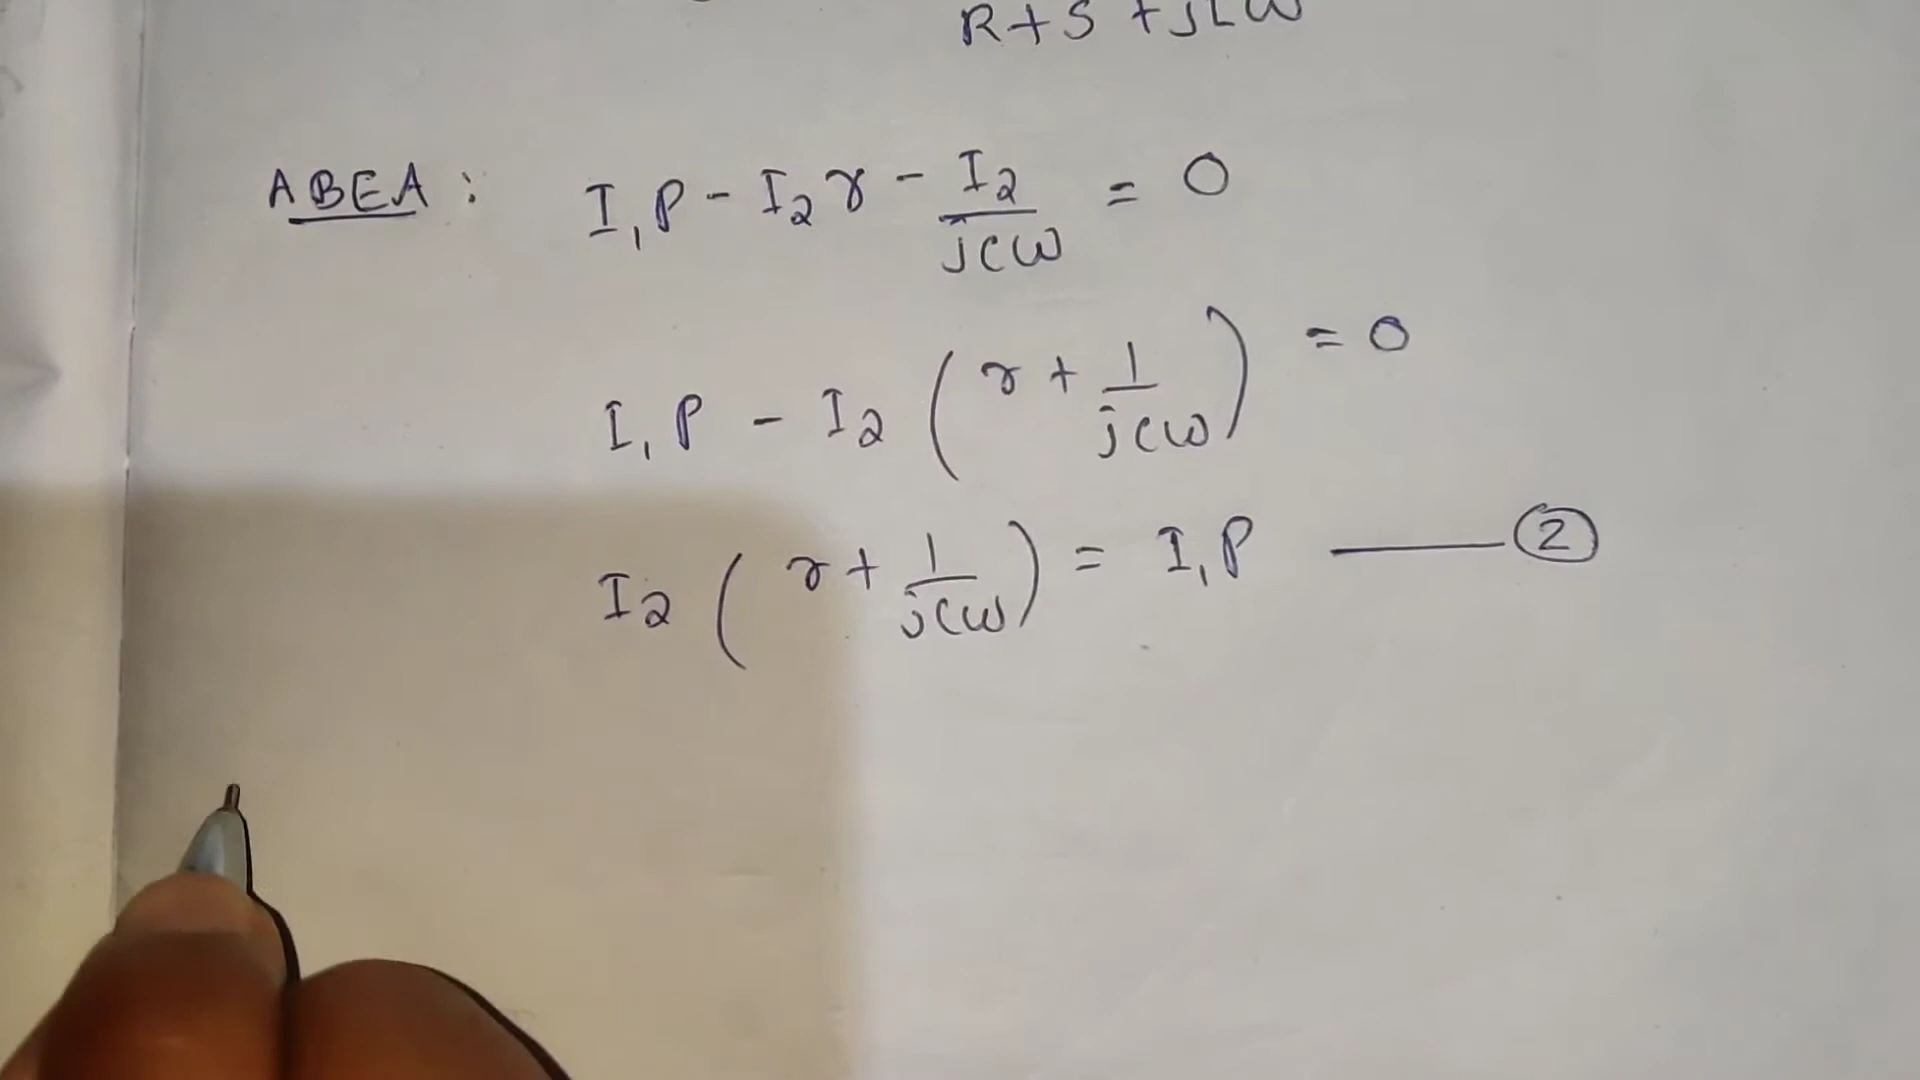 R+S+jLω
ABEA: I₁P - I₂r - I₂/jCω = 0
I₁P - I₂(r + 1/jCω) = 0
I₂(r + 1/jCω) = I₁P —— ②